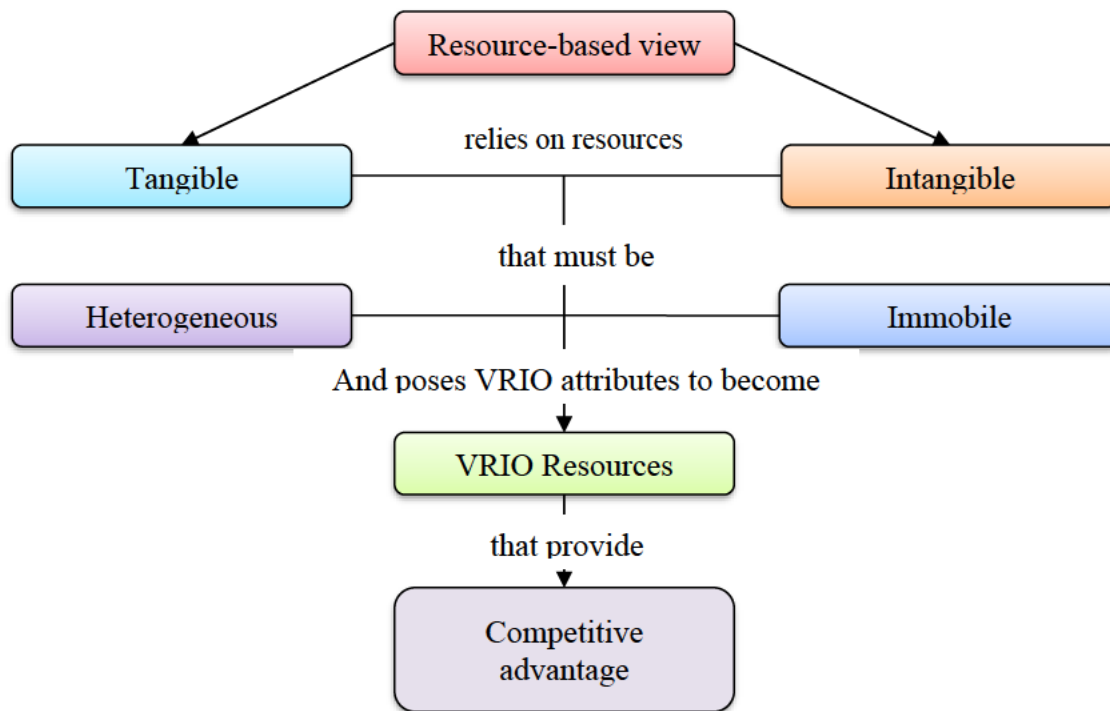 Resource-based view
relies on resources
Tangible
Intangible
that must be
Heterogeneous
Immobile
And poses VRIO attributes to become
VRIO Resources
that provide
Competitive
advantage